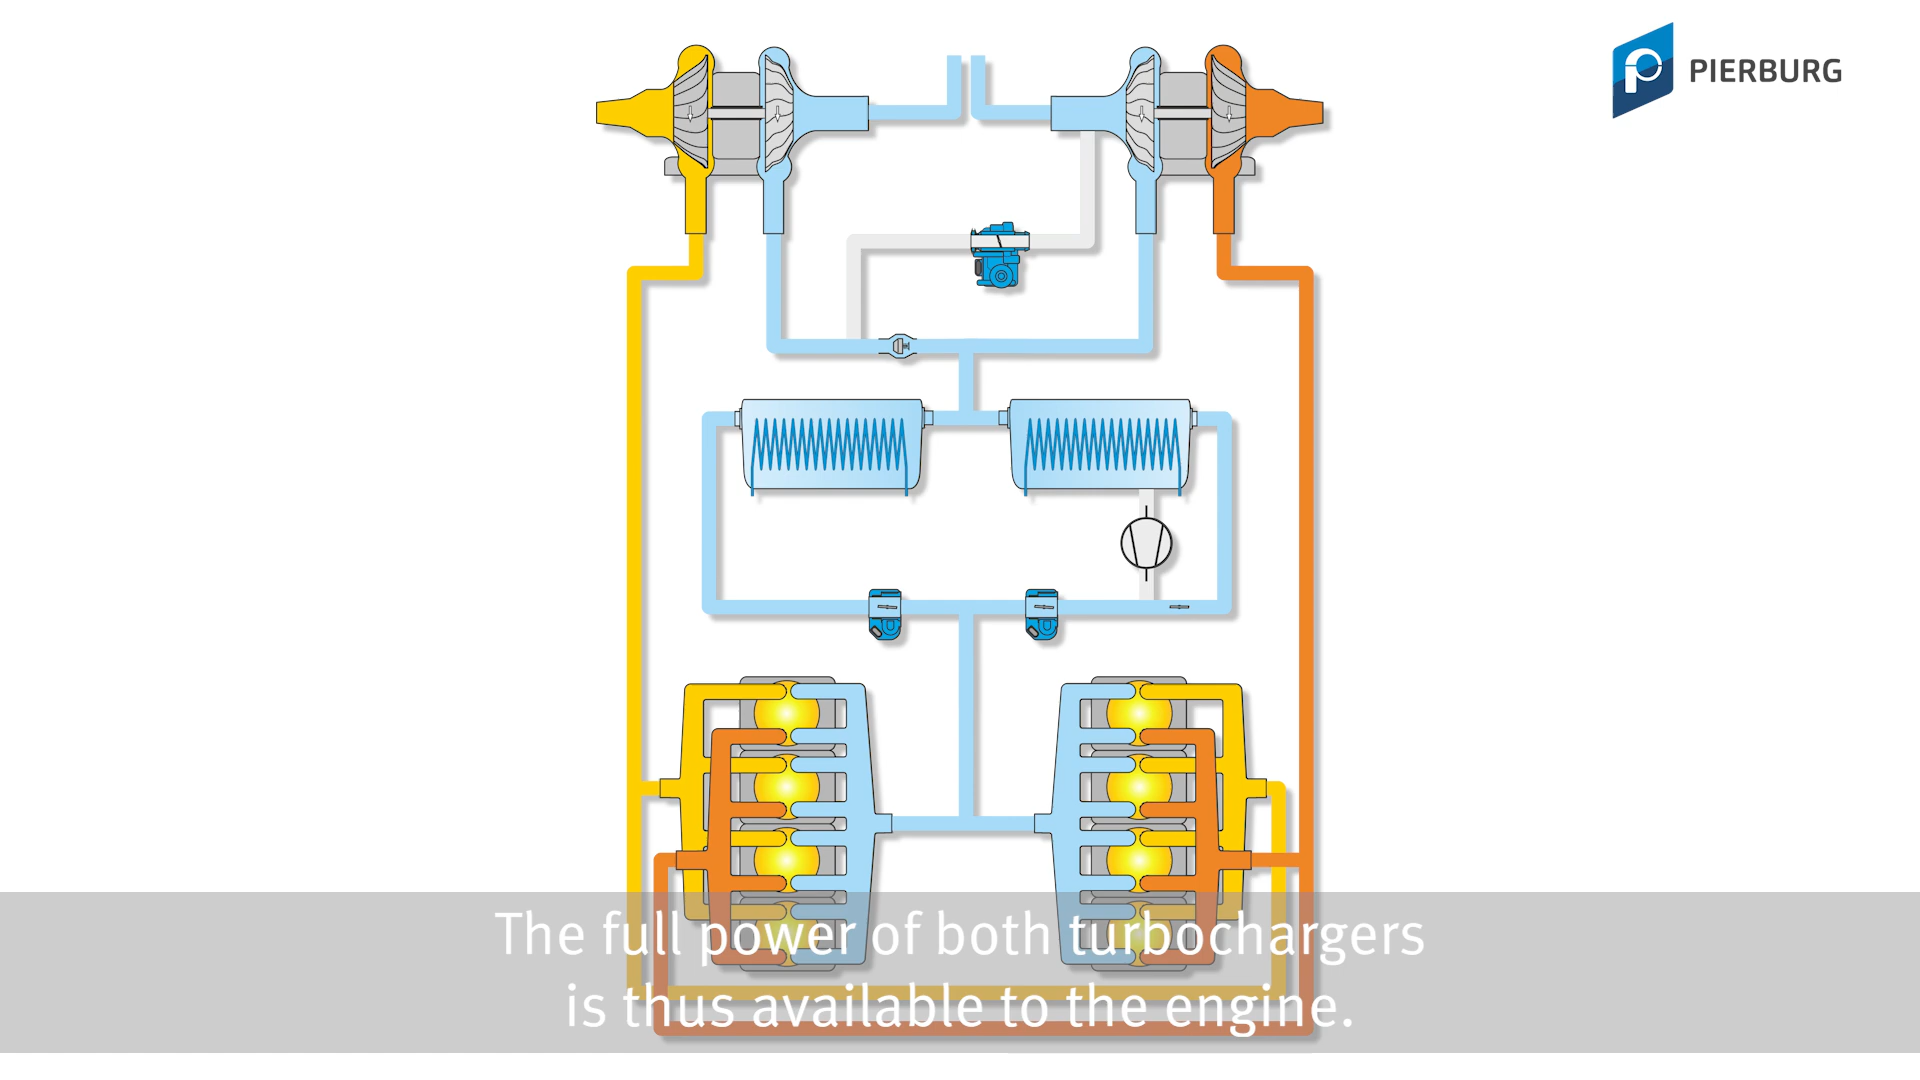 PIERBURG
The full power of both turbochargers
is thus available to the engine.